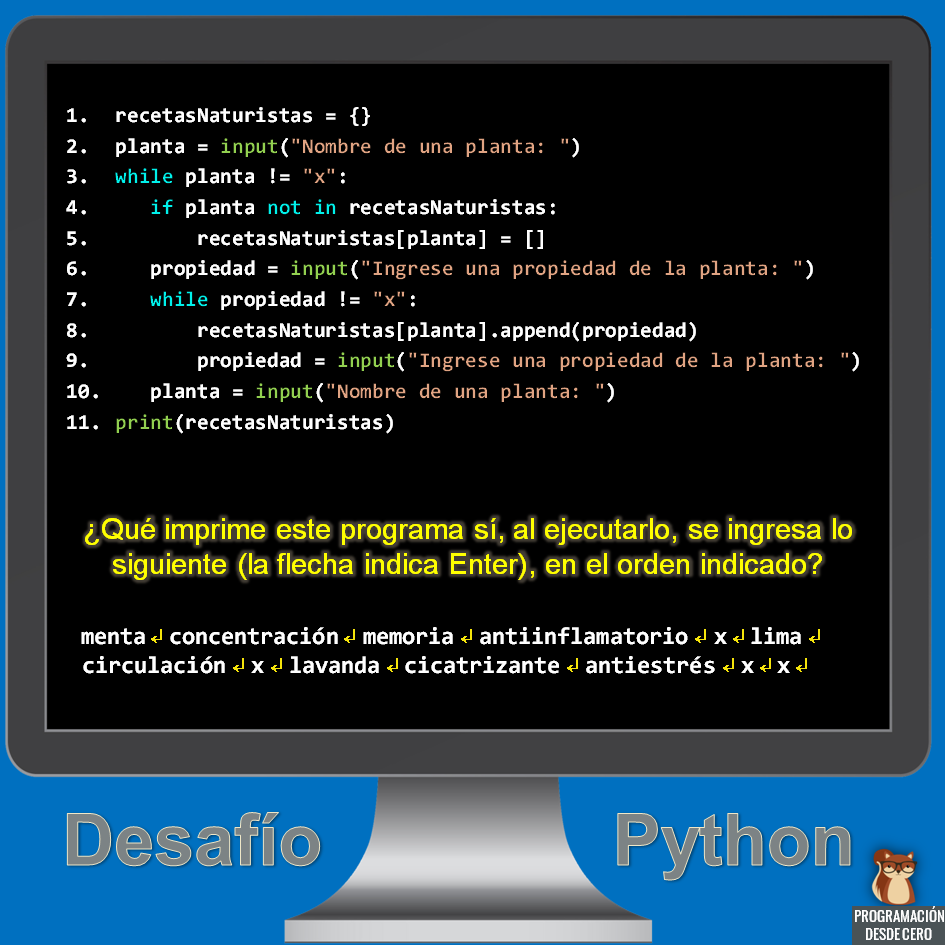 1. recetasNaturistas = {}
2. planta = input("Nombre de una planta: ")
3. while planta != "x":
4.    if planta not in recetasNaturistas:
5.        recetasNaturistas[planta] = []
6.    propiedad = input("Ingrese una propiedad de la planta: ")
7.    while propiedad != "x":
8.        recetasNaturistas[planta].append(propiedad)
9.        propiedad = input("Ingrese una propiedad de la planta: ")
10.    planta = input("Nombre de una planta: ")
11. print(recetasNaturistas)
¿Qué imprime este programa sí, al ejecutarlo, se ingresa lo
siguiente (la flecha indica Enter), en el orden indicado?
menta↲ concentración↲ memoria ↲ antiinflamatorio ↲ x ↲ lima ↲
circulación ↲ x ↲ lavanda ↲ cicatrizante ↲ antiestrés ↲ x ↲ x ↲
Desafío Python
PROGRAMACIÓN
DESDE CERO